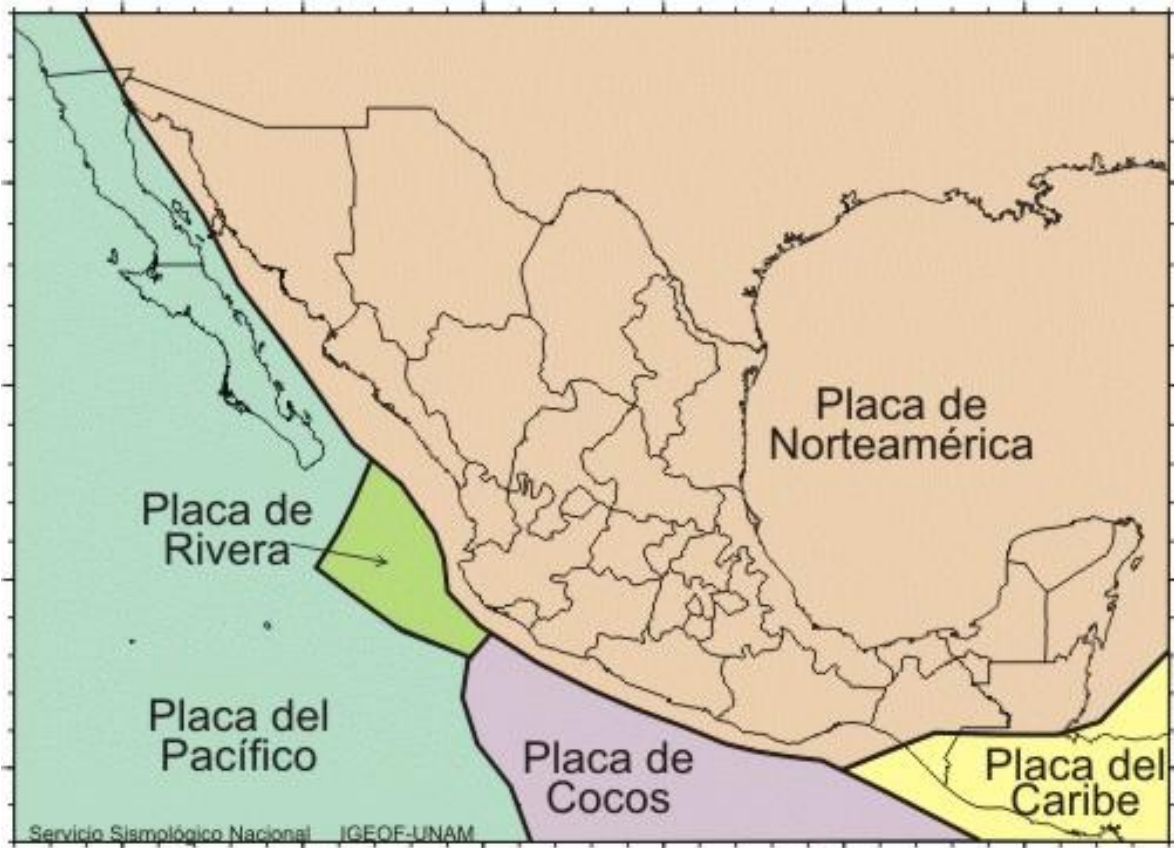 Placa de
Norteamérica
Placa de
Rivera
Placa del
Pacífico
Placa de
Cocos
Placa del
Caribe
Servicio Sismológico Nacional IGEOF-UNAM